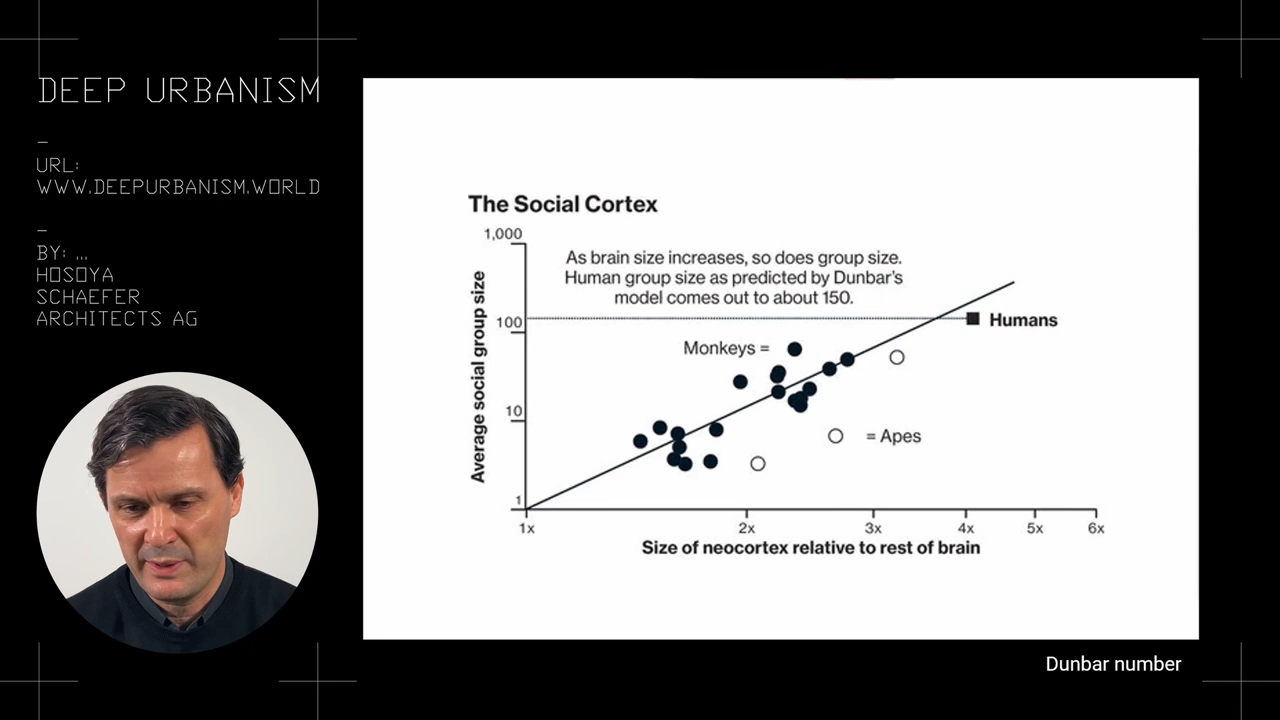 DEEP URBANISM
–
URL:
WWW.DEEPURBANISM.WORLD
–
BY: ...
HOSOYA
SCHAEFER
ARCHITECTS AG
The Social Cortex
1,000
As brain size increases, so does group size.
Human group size as predicted by Dunbar's
model comes out to about 150.
Average social group size
100
Humans
Monkeys =
10
= Apes
1
1x 2x 3x 4x 5x 6x
Size of neocortex relative to rest of brain
Dunbar number